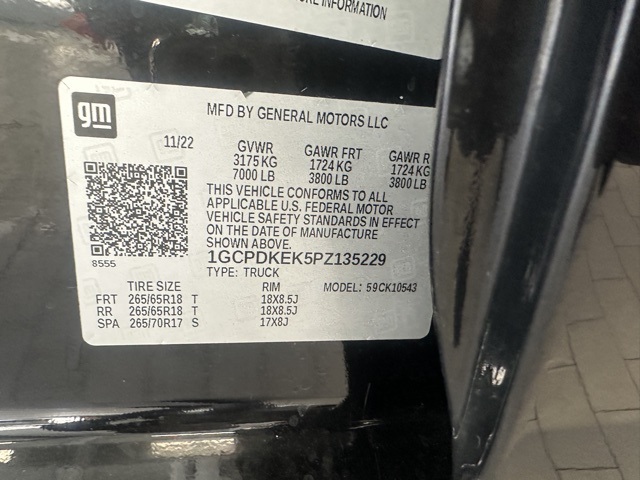 MORE INFORMATION
gm
MFD BY GENERAL MOTORS LLC
11/22 GVWR GAWR FRT GAWR R
3175 KG 1724 KG 1724 KG
7000 LB 3800 LB 3800 LB
THIS VEHICLE CONFORMS TO ALL
APPLICABLE U.S. FEDERAL MOTOR
VEHICLE SAFETY STANDARDS IN EFFECT
ON THE DATE OF MANUFACTURE
SHOWN ABOVE.
8555
1GCPDKEK5PZ135229
TYPE: TRUCK
TIRE SIZE RIM MODEL: 59CK10543
FRT 265/65R18 T 18X8.5J
RR 265/65R18 T 18X8.5J
SPA 265/70R17 S 17X8J